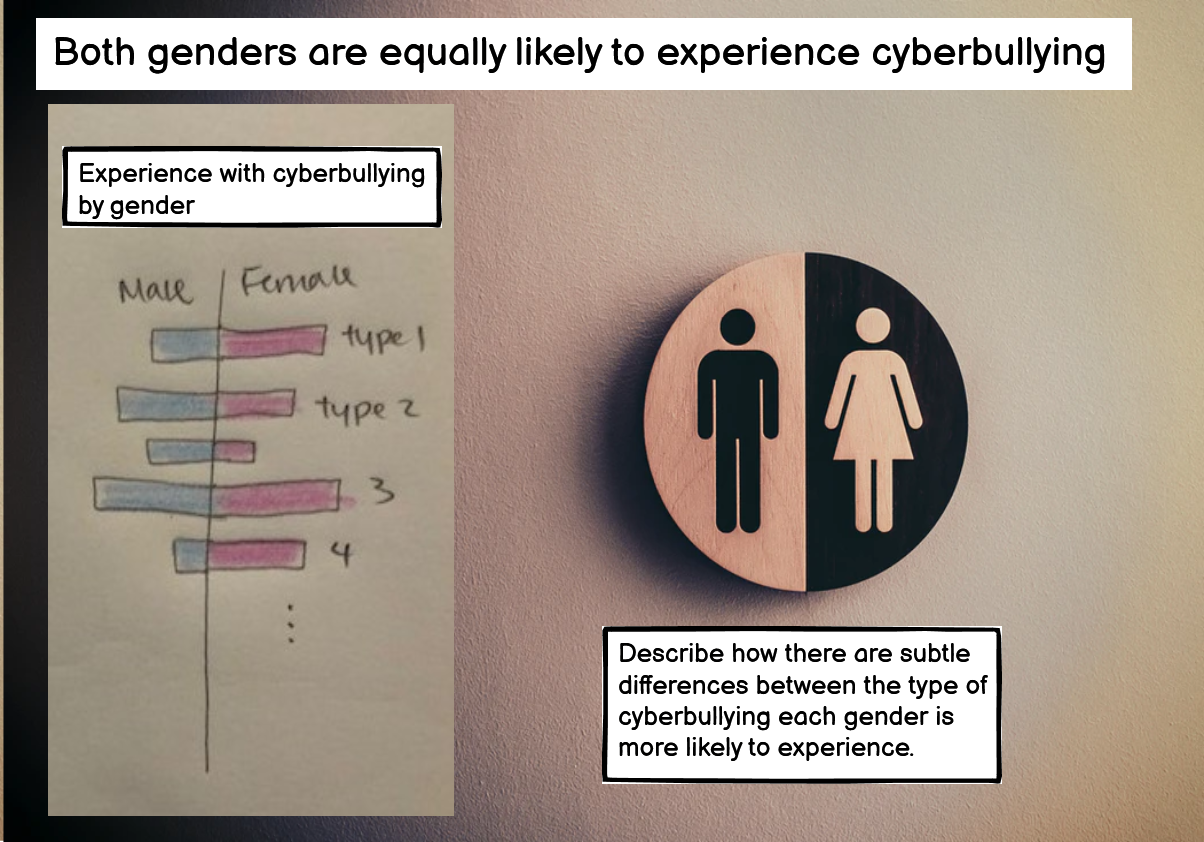 Both genders are equally likely to experience cyberbullying
Experience with cyberbullying
by gender
Male Female
type 1
type 2
3
4
Describe how there are subtle
differences between the type of
cyberbullying each gender is
more likely to experience.